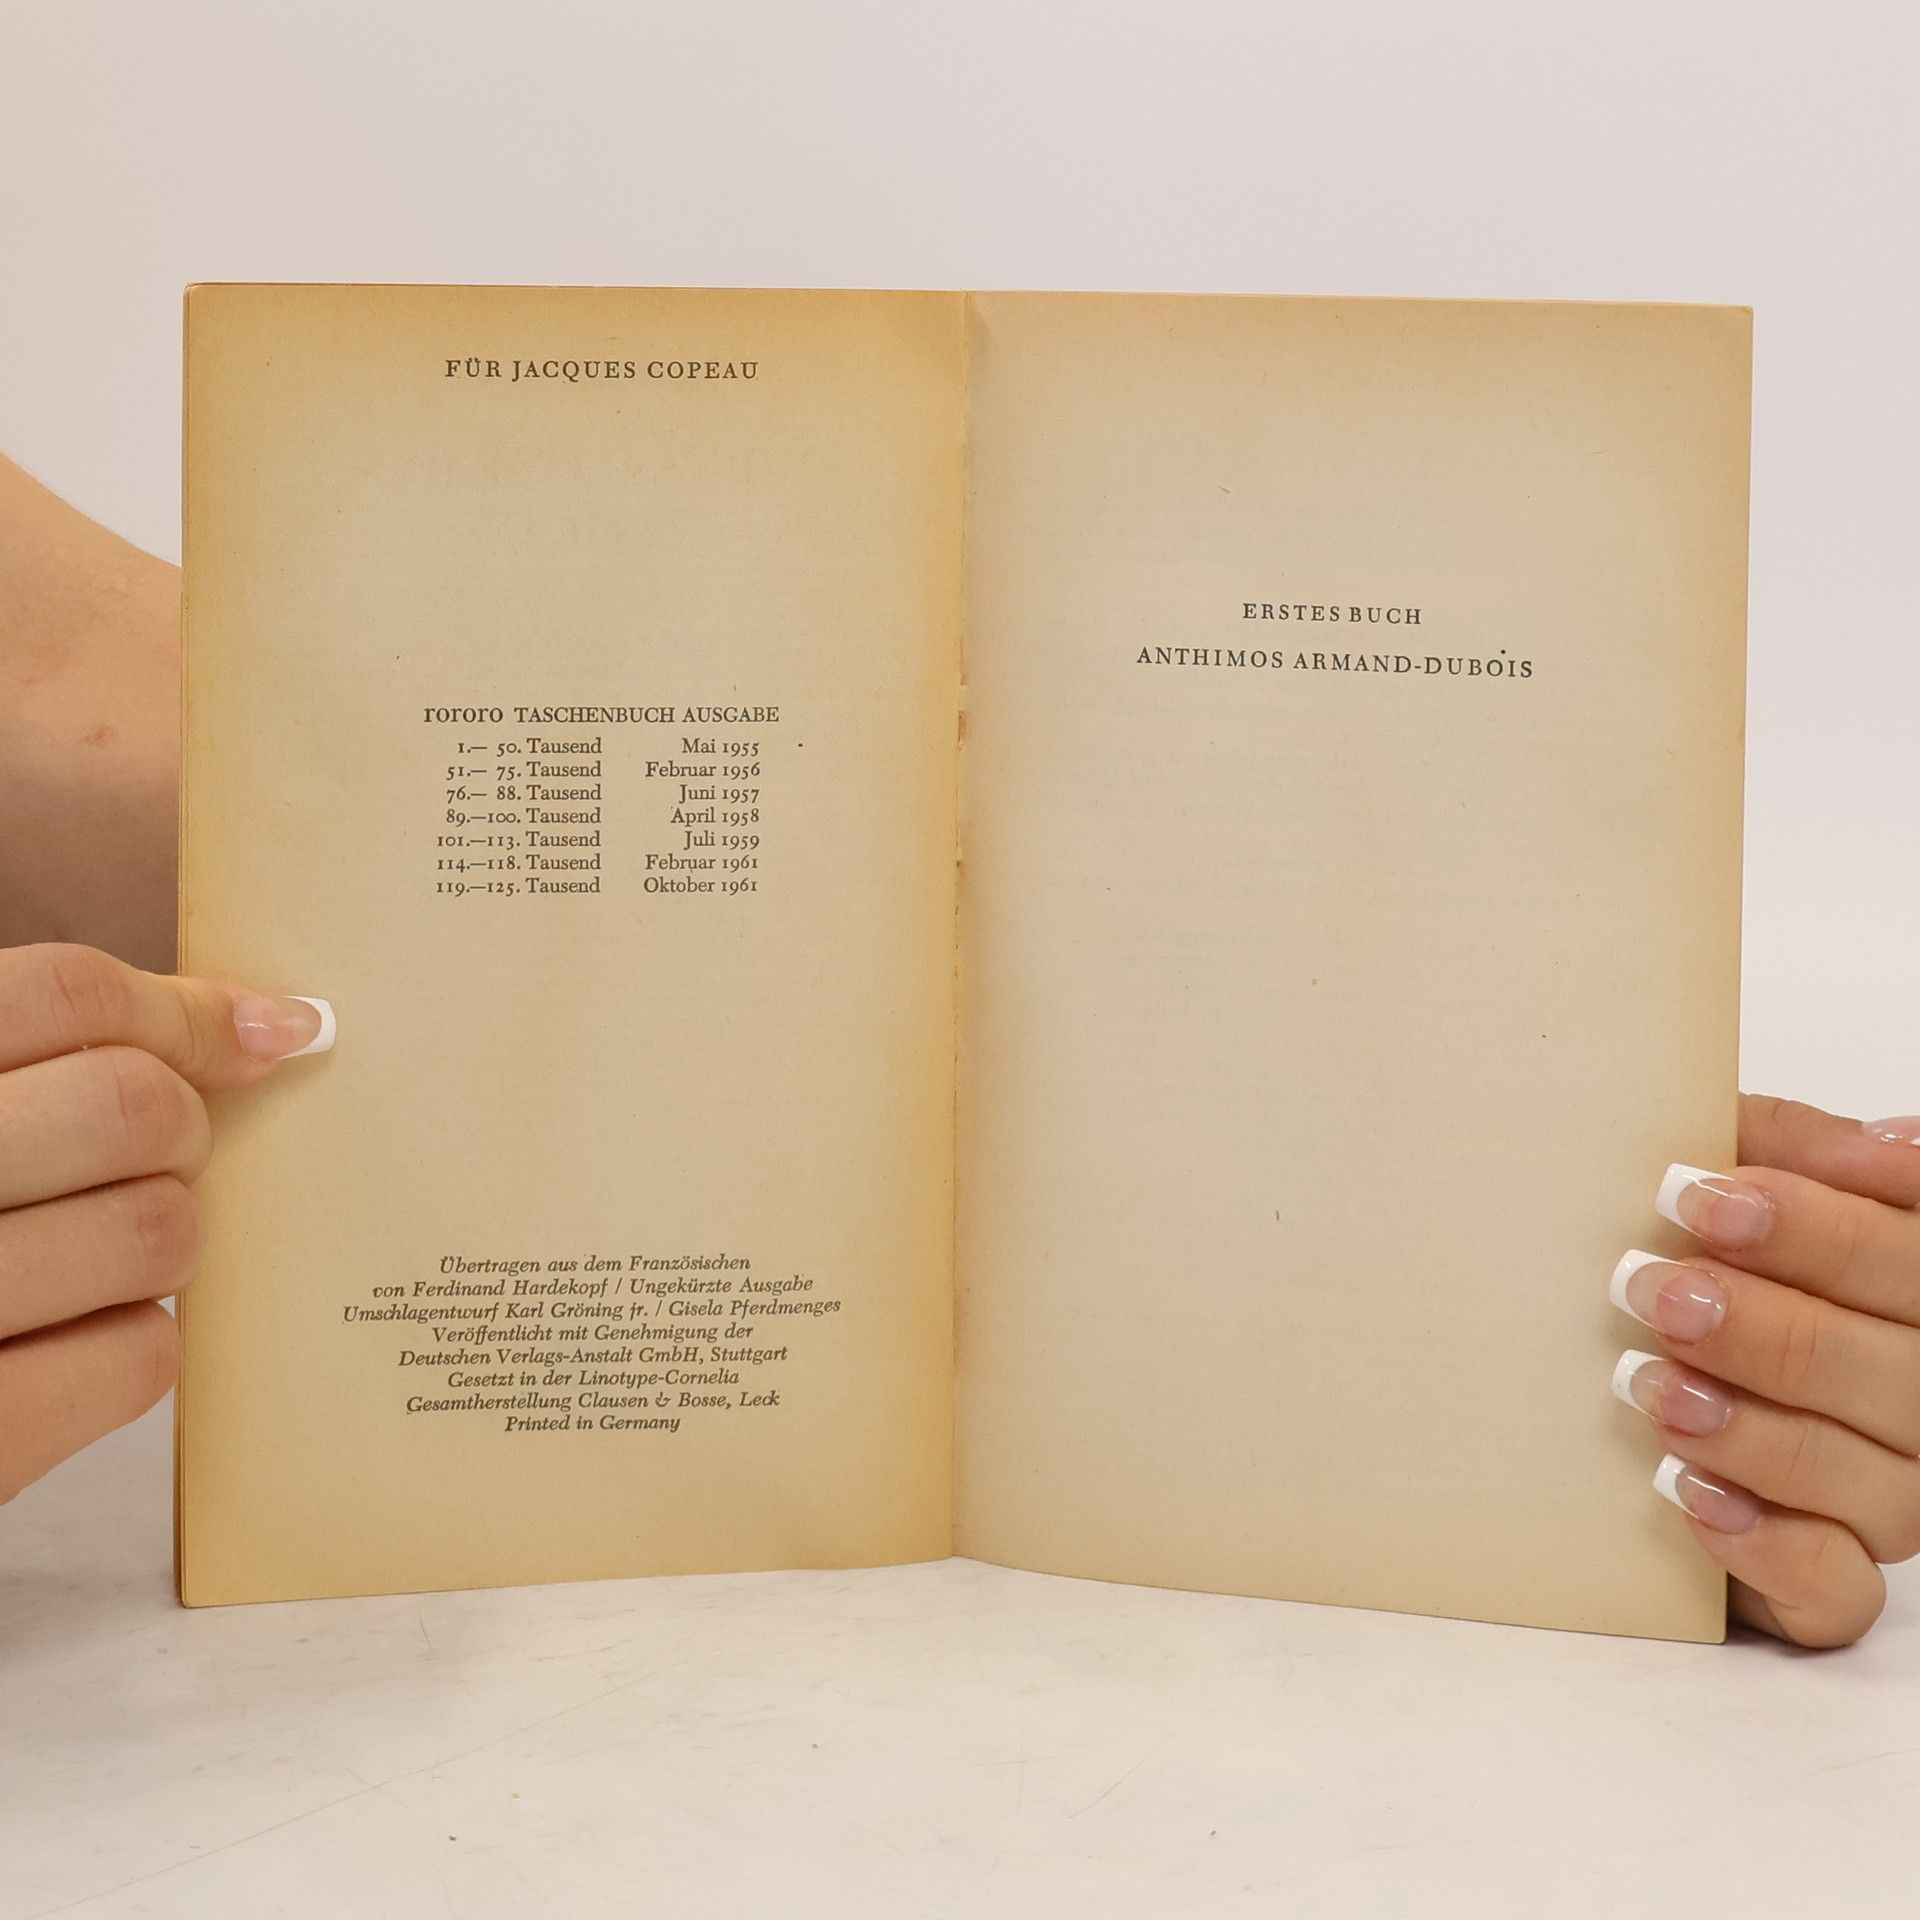 FÜR JACQUES COPEAU
rororo TASCHENBUCH AUSGABE
1.— 50. Tausend Mai 1955
51.— 75. Tausend Februar 1956
76.— 88. Tausend Juni 1957
89.—100. Tausend April 1958
101.—113. Tausend Juli 1959
114.—118. Tausend Februar 1961
119.—125. Tausend Oktober 1961
Übertragen aus dem Französischen
von Ferdinand Hardekopf / Ungekürzte Ausgabe
Umschlagentwurf Karl Gröning jr. / Gisela Pferdmenges
Veröffentlicht mit Genehmigung der
Deutschen Verlags-Anstalt GmbH, Stuttgart
Gesetzt in der Linotype-Cornelia
Gesamtherstellung Clausen & Bosse, Leck
Printed in Germany
ERSTES BUCH
ANTHIMOS ARMAND-DUBOIS